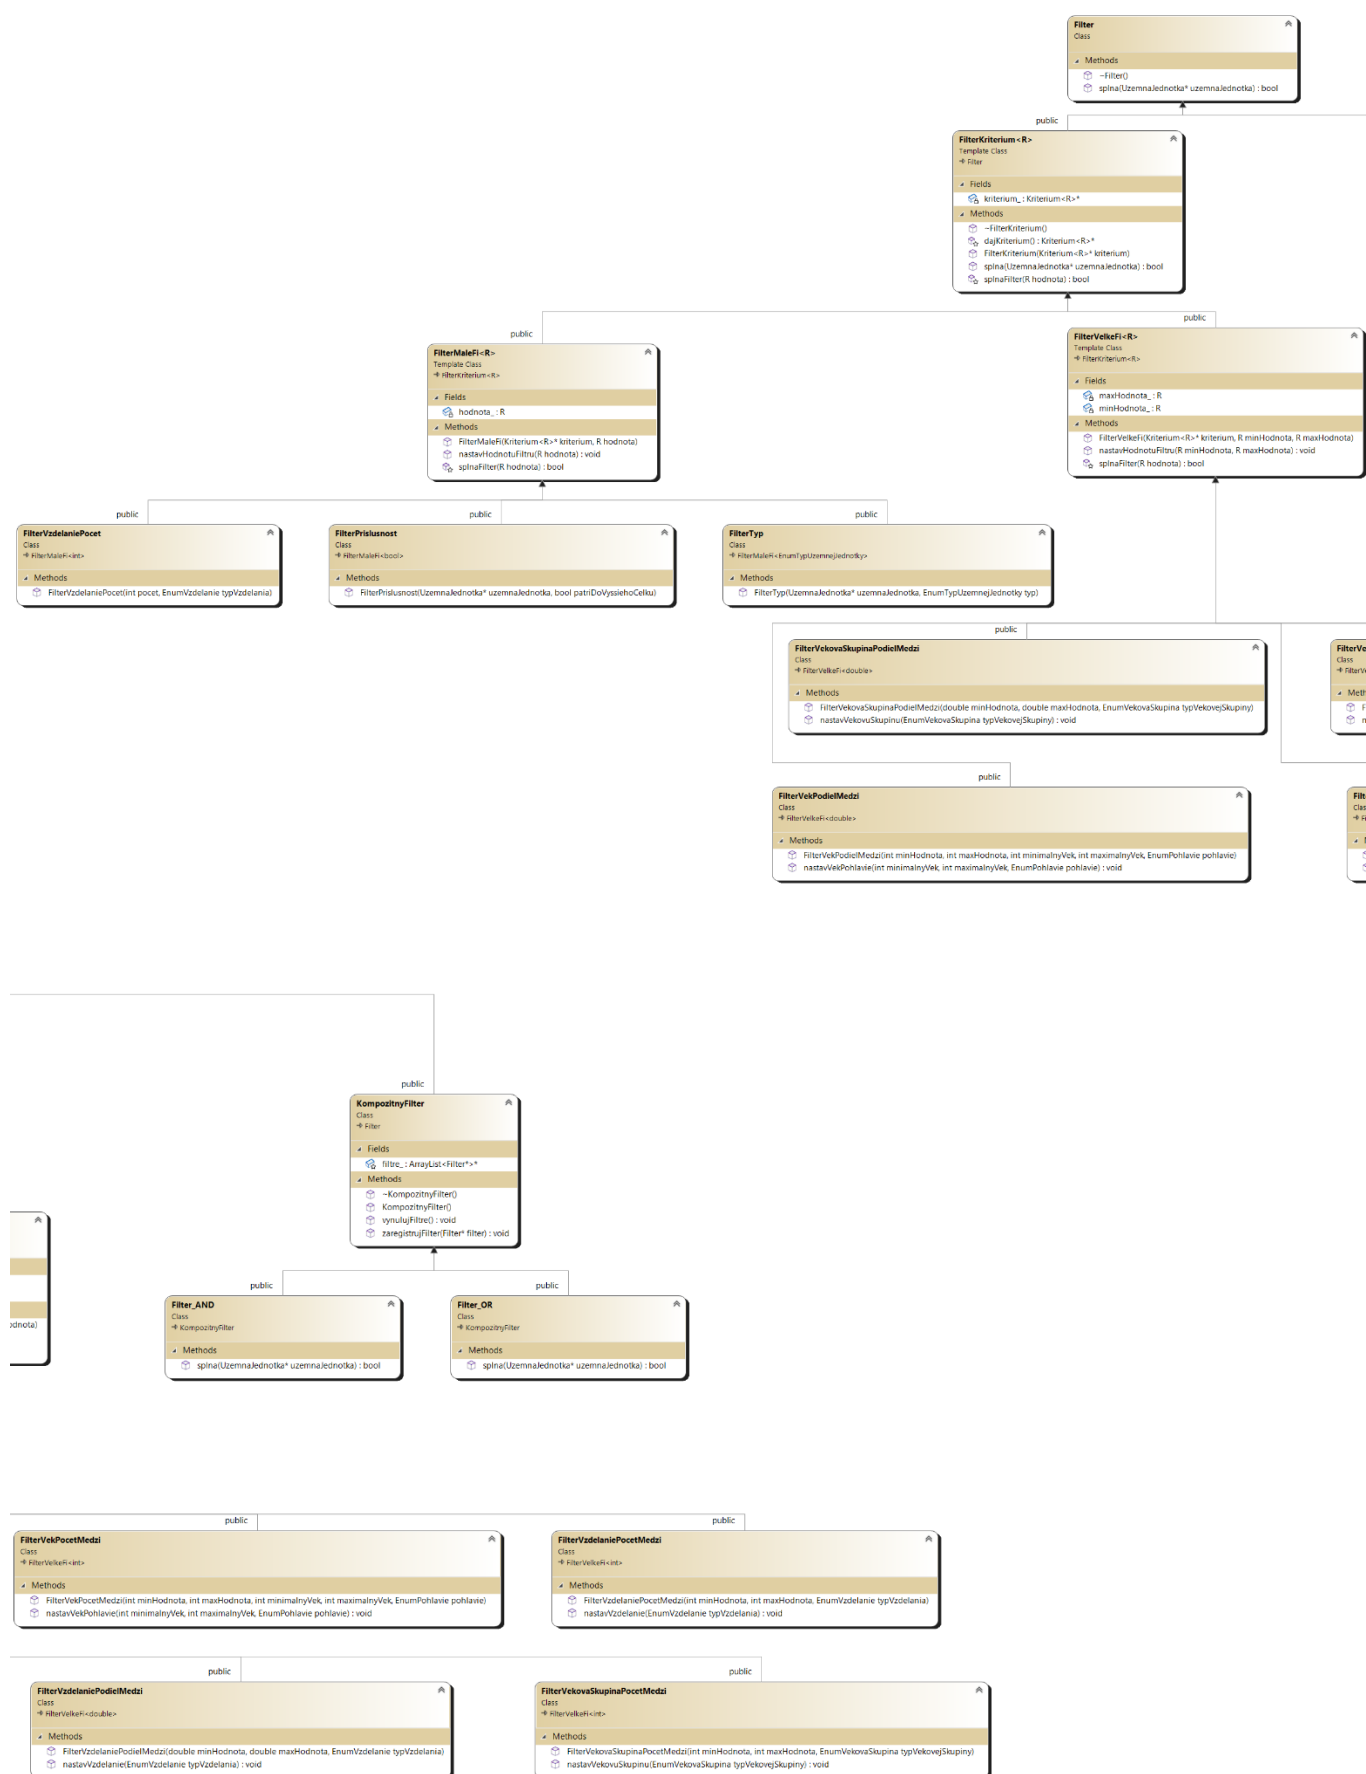 Filter
Class
Methods
~Filter()
splna(UzemnaJednotka* uzemnaJednotka) : bool
public
FilterKriterium<R>
Template Class
Filter
Fields
kriterium_ : Kriterium<R>*
Methods
~FilterKriterium()
dajKriterium() : Kriterium<R>*
FilterKriterium(Kriterium<R>* kriterium)
splna(UzemnaJednotka* uzemnaJednotka) : bool
splnaFilter(R hodnota) : bool
public
FilterMaleFi<R>
Template Class
FilterKriterium<R>
Fields
hodnota_ : R
Methods
FilterMaleFi(Kriterium<R>* kriterium, R hodnota)
nastavHodnotuFiltru(R hodnota) : void
splnaFilter(R hodnota) : bool
public
FilterVelkeFi<R>
Template Class
FilterKriterium<R>
Fields
maxHodnota_ : R
minHodnota_ : R
Methods
FilterVelkeFi(Kriterium<R>* kriterium, R minHodnota, R maxHodnota)
nastavHodnotuFiltru(R minHodnota, R maxHodnota) : void
splnaFilter(R hodnota) : bool
public
FilterVzdelaniePocet
Class
FilterMaleFi<int>
Methods
FilterVzdelaniePocet(int pocet, EnumVzdelanie typVzdelania)
public
FilterPrislusnost
Class
FilterMaleFi<bool>
Methods
FilterPrislusnost(UzemnaJednotka* uzemnaJednotka, bool patriDoVyssiehoCelku)
public
FilterTyp
Class
FilterMaleFi<EnumTypUzemnejJednotky>
Methods
FilterTyp(UzemnaJednotka* uzemnaJednotka, EnumTypUzemnejJednotky typ)
public
FilterVekovaSkupinaPodielMedzi
Class
FilterVelkeFi<double>
Methods
FilterVekovaSkupinaPodielMedzi(double minHodnota, double maxHodnota, EnumVekovaSkupina typVekovejSkupiny)
nastavVekovuSkupinu(EnumVekovaSkupina typVekovejSkupiny) : void
FilterVe
Class
FilterVe
Meth
F
n
public
FilterVekPodielMedzi
Class
FilterVelkeFi<double>
Methods
FilterVekPodielMedzi(int minHodnota, int maxHodnota, int minimalnyVek, int maximalnyVek, EnumPohlavie pohlavie)
nastavVekPohlavie(int minimalnyVek, int maximalnyVek, EnumPohlavie pohlavie) : void
Filt
Clas
public
KompozitnyFilter
Class
Filter
Fields
filtre_ : ArrayList<Filter*>*
Methods
~KompozitnyFilter()
KompozitnyFilter()
vynulujFiltre() : void
zaregistrujFilter(Filter* filter) : void
odnota)
public
Filter_AND
Class
KompozitnyFilter
Methods
splna(UzemnaJednotka* uzemnaJednotka) : bool
public
Filter_OR
Class
KompozitnyFilter
Methods
splna(UzemnaJednotka* uzemnaJednotka) : bool
public
FilterVekPocetMedzi
Class
FilterVelkeFi<int>
Methods
FilterVekPocetMedzi(int minHodnota, int maxHodnota, int minimalnyVek, int maximalnyVek, EnumPohlavie pohlavie)
nastavVekPohlavie(int minimalnyVek, int maximalnyVek, EnumPohlavie pohlavie) : void
public
FilterVzdelaniePocetMedzi
Class
FilterVelkeFi<int>
Methods
FilterVzdelaniePocetMedzi(int minHodnota, int maxHodnota, EnumVzdelanie typVzdelania)
nastavVzdelanie(EnumVzdelanie typVzdelania) : void
public
FilterVzdelaniePodielMedzi
Class
FilterVelkeFi<double>
Methods
FilterVzdelaniePodielMedzi(double minHodnota, double maxHodnota, EnumVzdelanie typVzdelania)
nastavVzdelanie(EnumVzdelanie typVzdelania) : void
public
FilterVekovaSkupinaPocetMedzi
Class
FilterVelkeFi<int>
Methods
FilterVekovaSkupinaPocetMedzi(int minHodnota, int maxHodnota, EnumVekovaSkupina typVekovejSkupiny)
nastavVekovuSkupinu(EnumVekovaSkupina typVekovejSkupiny) : void